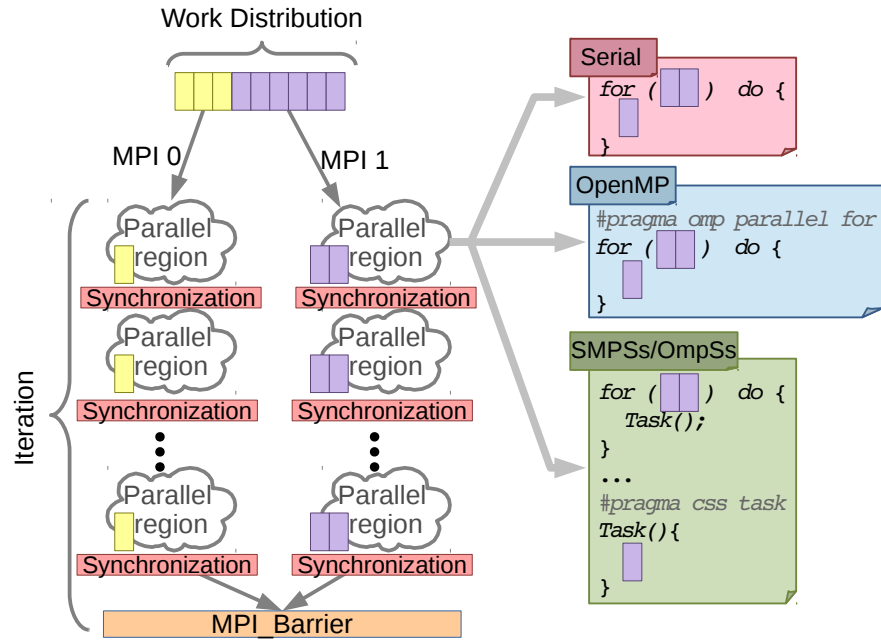 Work Distribution
MPI 0
MPI 1
Iteration
Parallel
region
Synchronization
Parallel
region
Synchronization
Parallel
region
Synchronization
Parallel
region
Synchronization
Parallel
region
Synchronization
Parallel
region
Synchronization
MPI_Barrier
Serial
for ( ) do {
}
OpenMP
#pragma omp parallel for
for ( ) do {
}
SMPSs/OmpSs
for ( ) do {
Task();
}
...
#pragma css task
Task(){
}